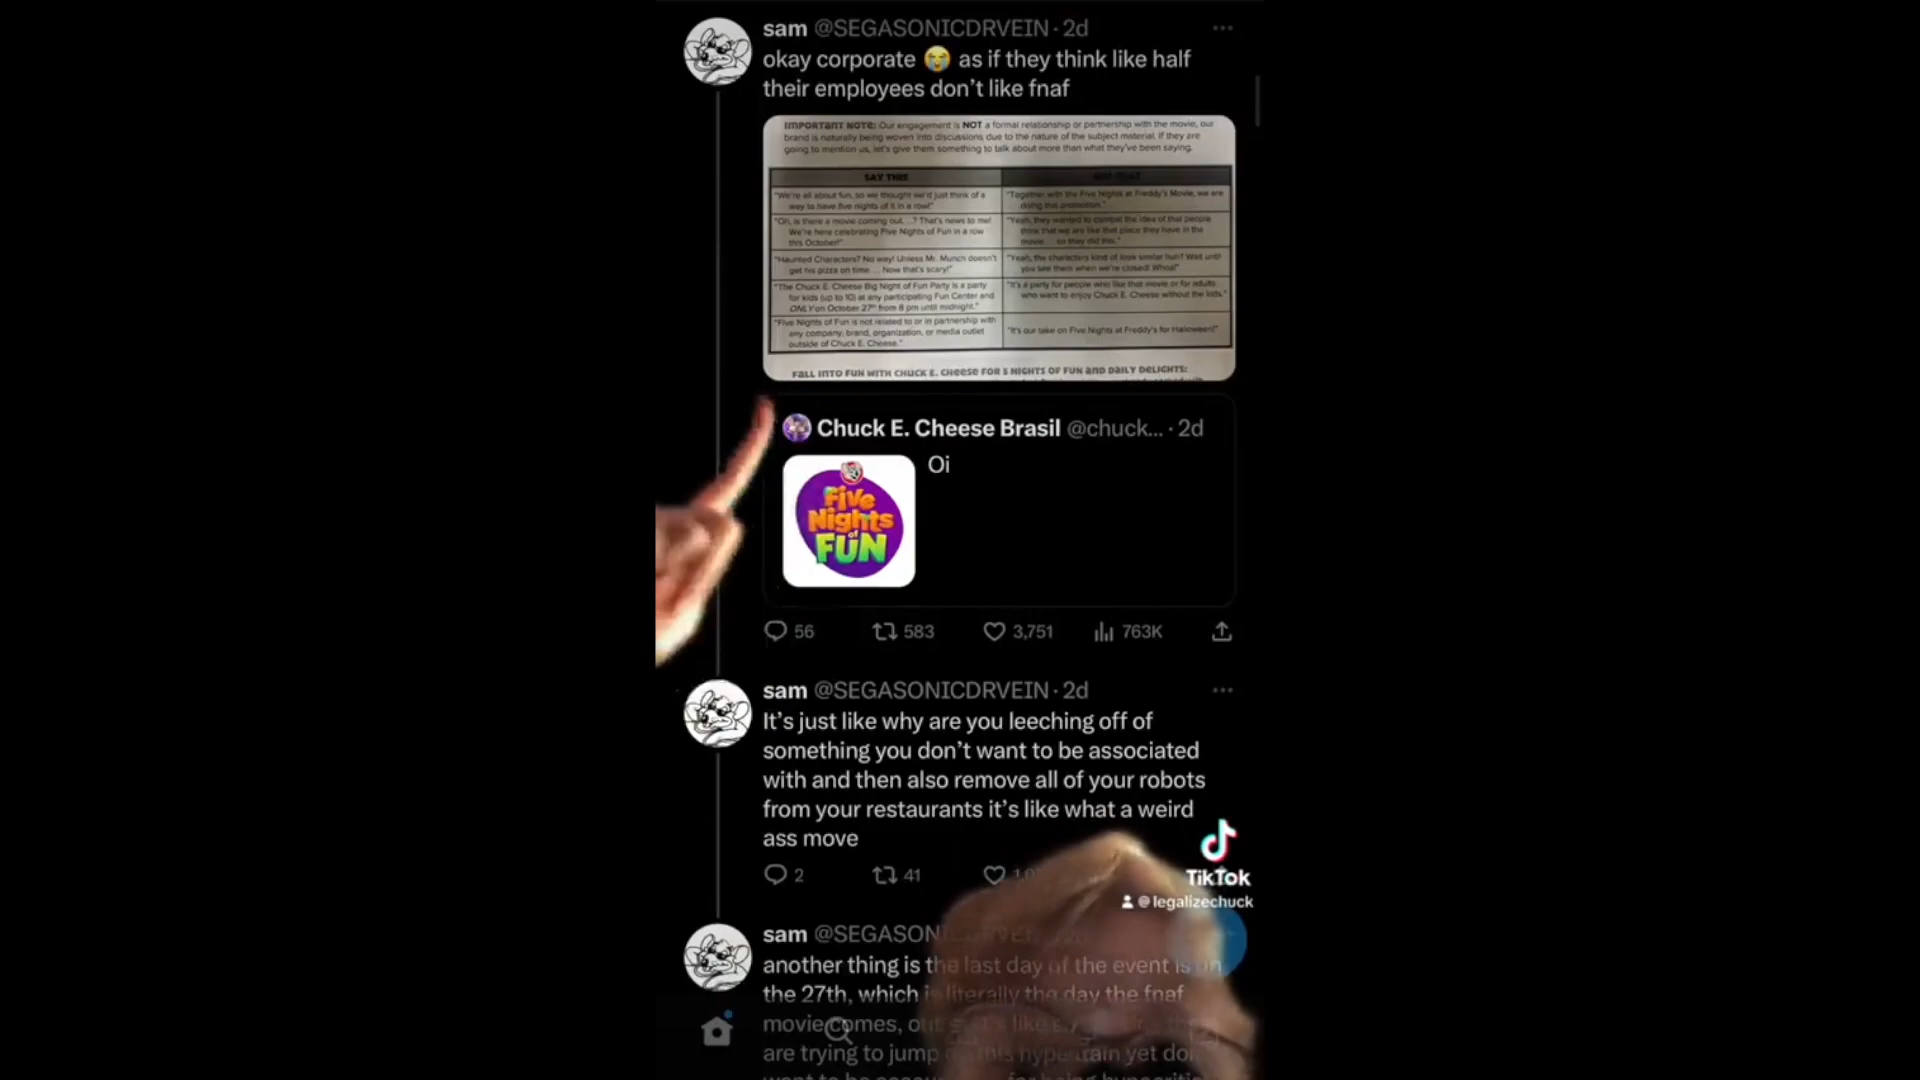 sam @SEGASONICDRVEIN · 2d
okay corporate 😭 as if they think like half
their employees don't like fnaf
IMPORTANT NOTE: Our engagement is NOT a formal relationship or partnership with the movie, our
brand is naturally being woven into discussions due to the nature of the subject material. If they are
going to mention us, let's give them something to talk about more than what they've been saying.
SAY THIS
"We're all about fun, so we thought we'd just think of a
way to have five nights of it in a row!"
"Together with the Five Nights at Freddy's Movie, we are
doing this promotion."
"Oh, is there a movie coming out...? That's news to me!
We're here celebrating Five Nights of Fun in a row
this October!"
"Yeah, they wanted to combat the idea of that people
think that we are like that place they have in the
movie... so they did this."
"Haunted Characters? No way! Unless Mr. Munch doesn't
get his pizza on time... Now that's scary!"
"Yeah, the characters kind of look similar huh? Wait until
you see them when we're closed! Whoa!"
"The Chuck E. Cheese Big Night of Fun Party is a party
for kids (up to 10) at any participating Fun Center and
ONLY on October 27th from 8 pm until midnight."
"It's a party for people who like that movie or for adults
who want to enjoy Chuck E. Cheese without the kids."
"Five Nights of Fun is not related to or in partnership with
any company, brand, organization, or media outlet
outside of Chuck E. Cheese."
"It's our take on Five Nights at Freddy's for Halloween!"
FALL INTO FUN WITH CHUCK E. CHEESE FOR 5 NIGHTS OF FUN AND DAILY DELIGHTS:
Chuck E. Cheese Brasil @chuck... · 2d
Oi
Five
Nights
of
FUN
56 583 3,751 763K
sam @SEGASONICDRVEIN · 2d
It's just like why are you leeching off of
something you don't want to be associated
with and then also remove all of your robots
from your restaurants it's like what a weird
ass move
2 41
TikTok
@legalizechuck
sam
another thing is the last day of the event is on
the 27th, which is literally the day the fnaf
movie comes, out
are trying to jump